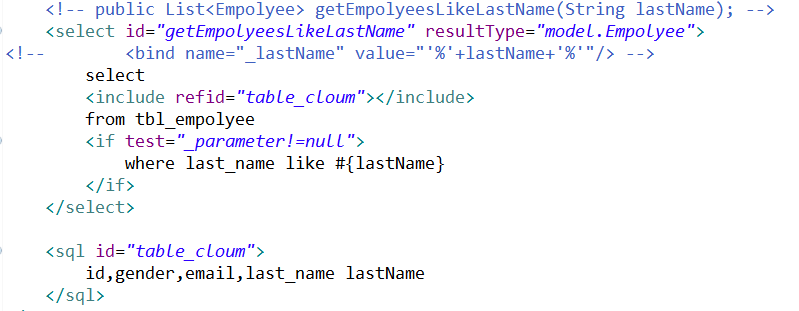 <!-- public List<Empolyee> getEmpolyeesLikeLastName(String lastName); -->
<select id="getEmpolyeesLikeLastName" resultType="model.Empolyee">
<!-- <bind name="_lastName" value="'%'+lastName+'%'"/> -->
select
<include refid="table_cloum"></include>
from tbl_empolyee
<if test="_parameter!=null">
where last_name like #{lastName}
</if>
</select>
<sql id="table_cloum">
id,gender,email,last_name lastName
</sql>